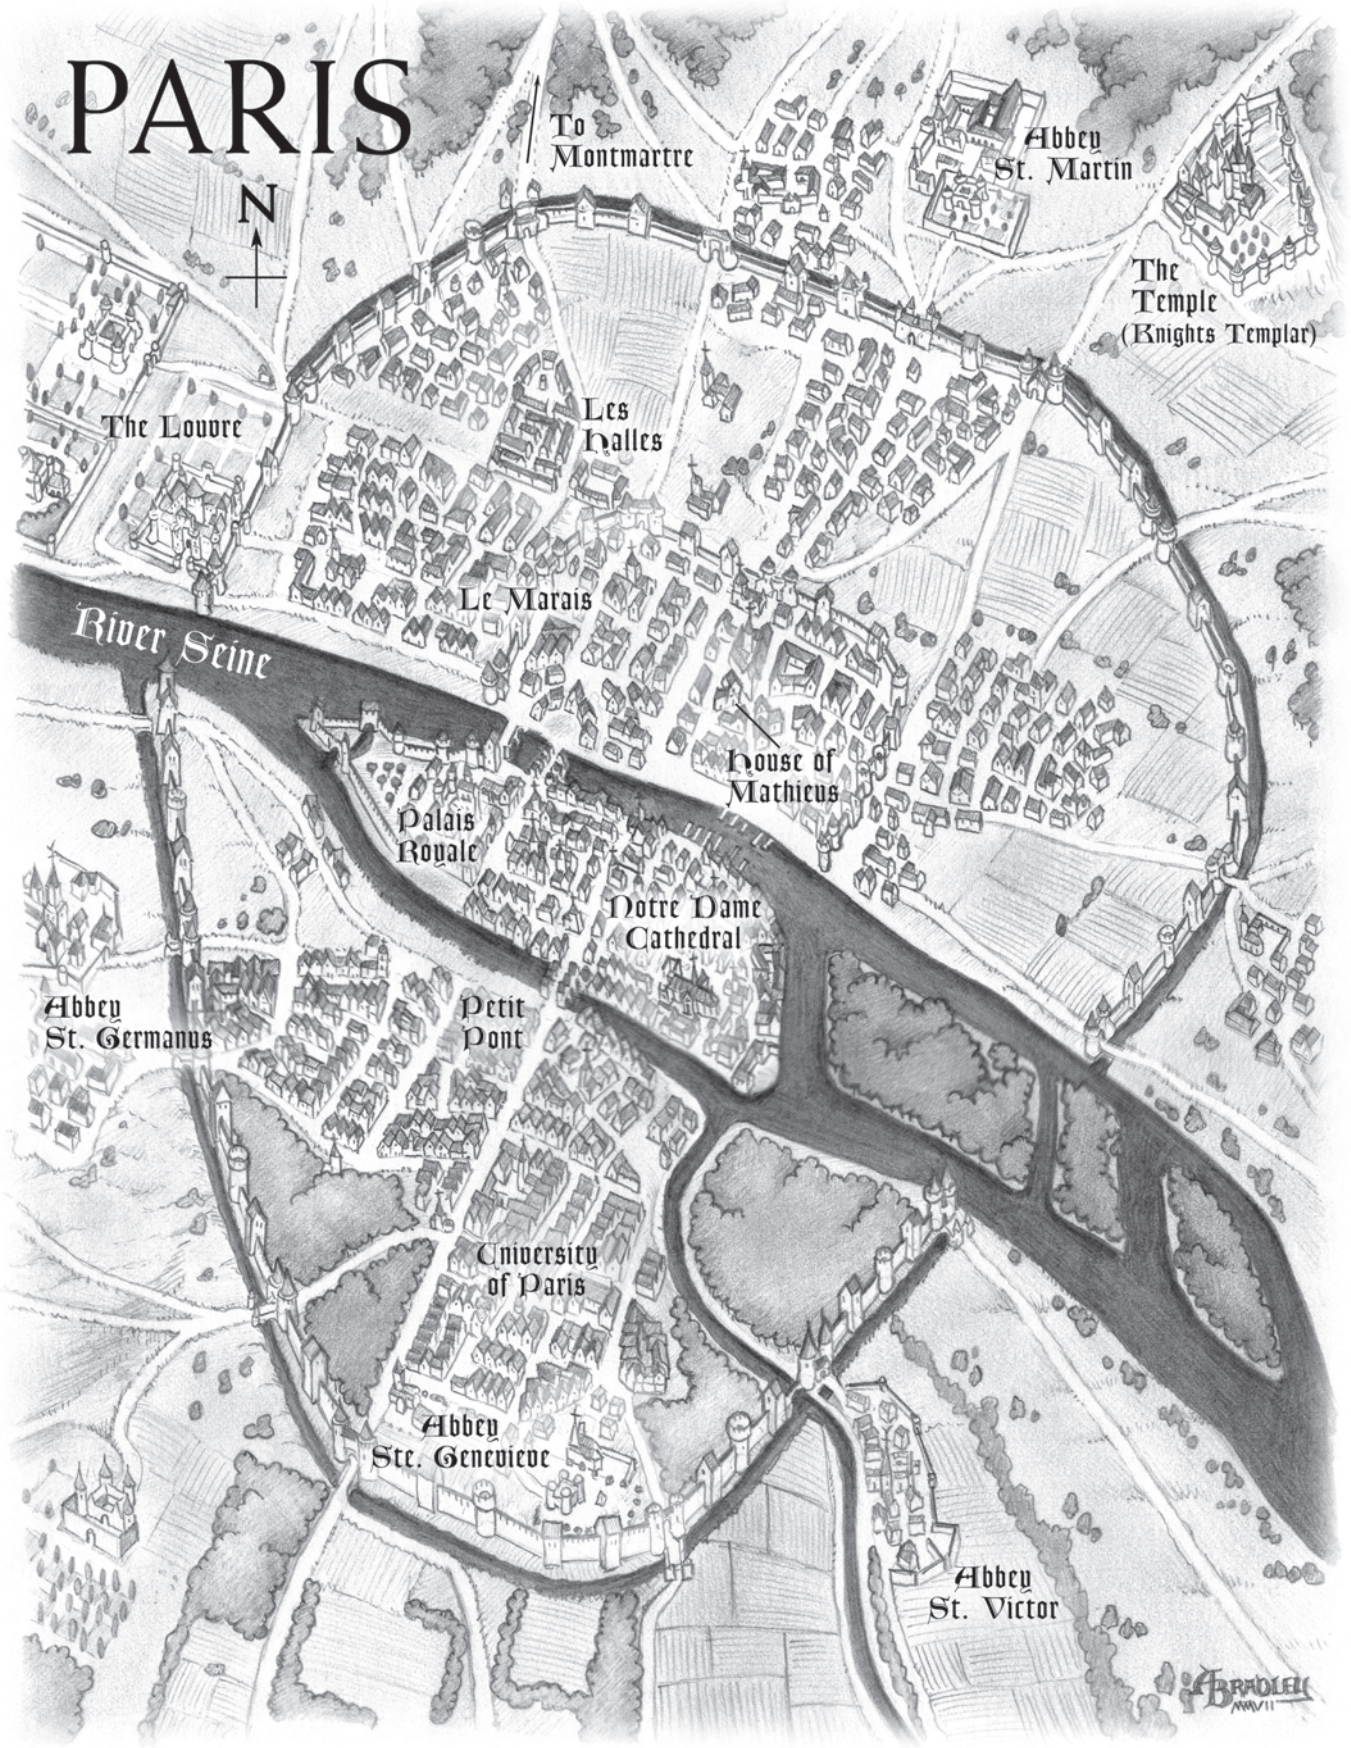 PARIS
N
To
Montmartre
Abbey
St. Martin
The
Temple
(Knights Templar)
The Louvre
Les
Halles
Le Marais
River Seine
House of
Mathieus
Palais
Royale
Notre Dame
Cathedral
Abbey
St. Germanus
Petit
Pont
University
of Paris
Abbey
Ste. Genevieve
Abbey
St. Victor
ABRADLEY
MMVII